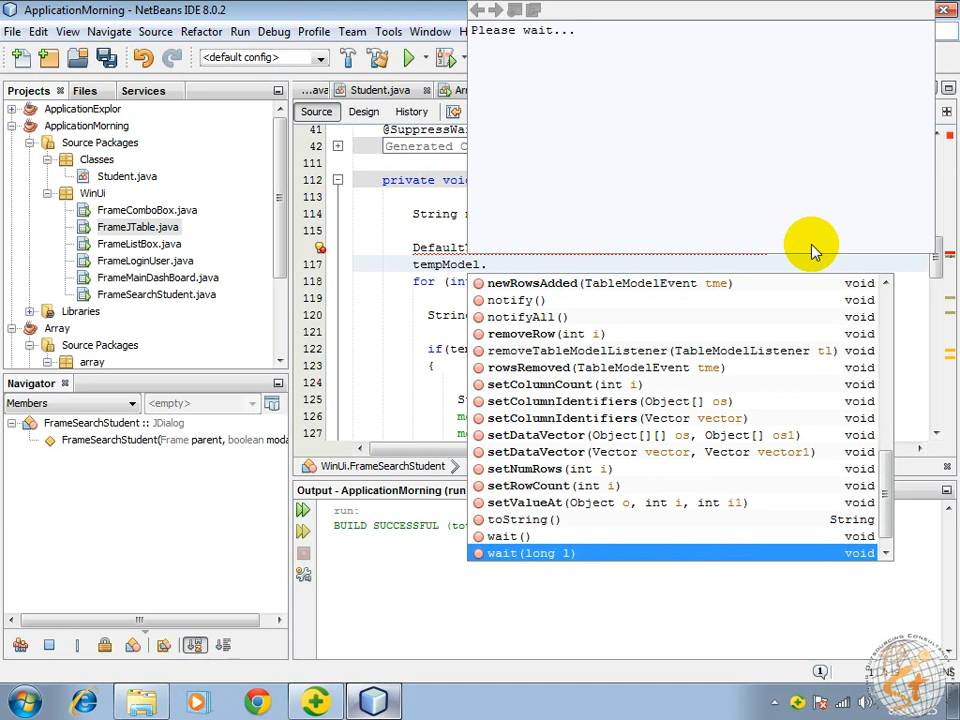 ApplicationMorning - NetBeans IDE 8.0.2
File Edit View Navigate Source Refactor Run Debug Profile Team Tools Window
<default config>
Please wait...
Projects Files Services
...ava Student.java
Source Design History
ApplicationExplor
ApplicationMorning
Source Packages
Classes
Student.java
WinUi
FrameComboBox.java
FrameJTable.java
FrameListBox.java
FrameLoginUser.java
FrameMainDashBoard.java
FrameSearchStudent.java
Libraries
Array
Source Packages
array
41 @SuppressWa
42 Generated C
111
112 private void
113
114 String
115
DefaultT
117 tempModel.
118 for (int
119
120 String
121
122 if(te
123 {
124
125
126
127
newRowsAdded(TableModelEvent tme) void
notify() void
notifyAll() void
removeRow(int i) void
removeTableModelListener(TableModelListener tl) void
rowsRemoved(TableModelEvent tme) void
setColumnCount(int i) void
setColumnIdentifiers(Object[] os) void
setColumnIdentifiers(Vector vector) void
setDataVector(Object[][] os, Object[] os1) void
setDataVector(Vector vector, Vector vector1) void
setNumRows(int i) void
setRowCount(int i) void
setValueAt(Object o, int i, int i1) void
toString() String
wait() void
wait(long l) void
Navigator
Members <empty>
FrameSearchStudent :: JDialog
FrameSearchStudent(Frame parent, boolean moda
WinUi.FrameSearchStudent
Output - ApplicationMorning (run
run:
BUILD SUCCESSFUL (to